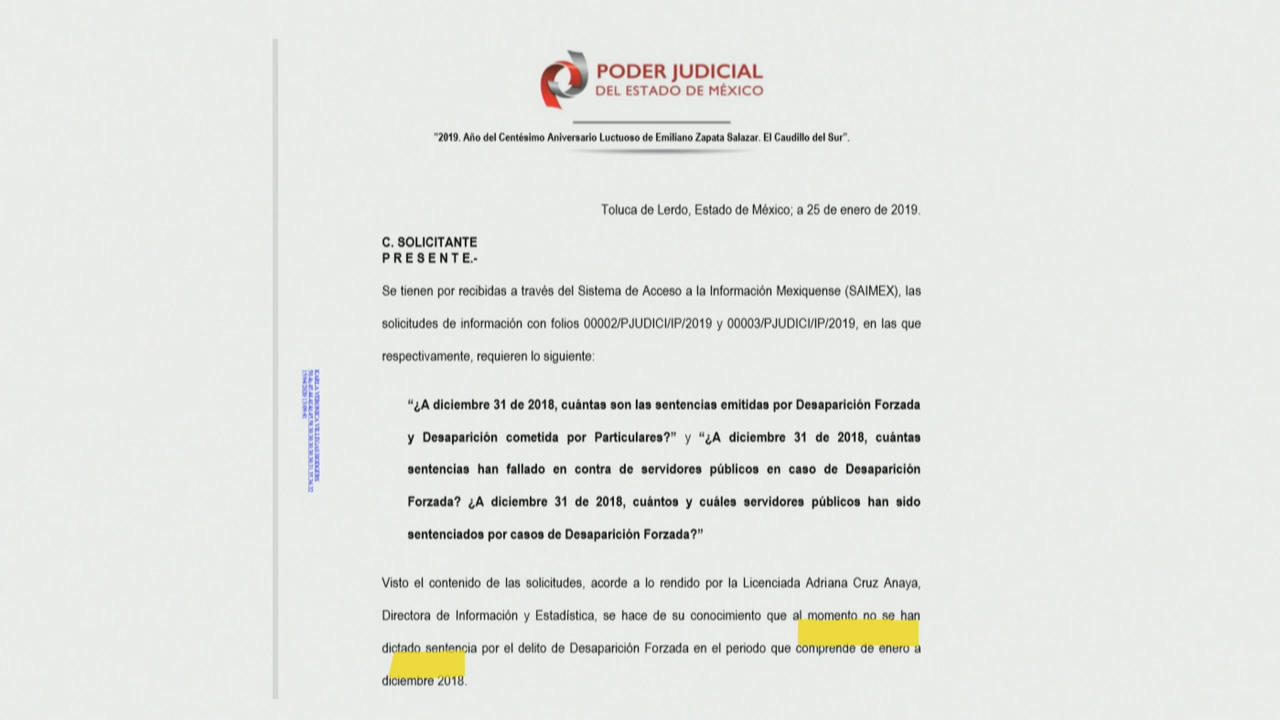 PODER JUDICIAL
DEL ESTADO DE MÉXICO
"2019. Año del Centésimo Aniversario Luctuoso de Emiliano Zapata Salazar. El Caudillo del Sur".
Toluca de Lerdo, Estado de México; a 25 de enero de 2019.
C. SOLICITANTE
P R E S E N T E.-
Se tienen por recibidas a través del Sistema de Acceso a la Información Mexiquense (SAIMEX), las
solicitudes de información con folios 00002/PJUDICI/IP/2019 y 00003/PJUDICI/IP/2019, en las que
respectivamente, requieren lo siguiente:
“¿A diciembre 31 de 2018, cuántas son las sentencias emitidas por Desaparición Forzada
y Desaparición cometida por Particulares?” y “¿A diciembre 31 de 2018, cuántas
sentencias han fallado en contra de servidores públicos en caso de Desaparición
Forzada? ¿A diciembre 31 de 2018, cuántos y cuáles servidores públicos han sido
sentenciados por casos de Desaparición Forzada?”
Visto el contenido de las solicitudes, acorde a lo rendido por la Licenciada Adriana Cruz Anaya,
Directora de Información y Estadística, se hace de su conocimiento que al momento no se han
dictado sentencia por el delito de Desaparición Forzada en el periodo que comprende de enero a
diciembre 2018.